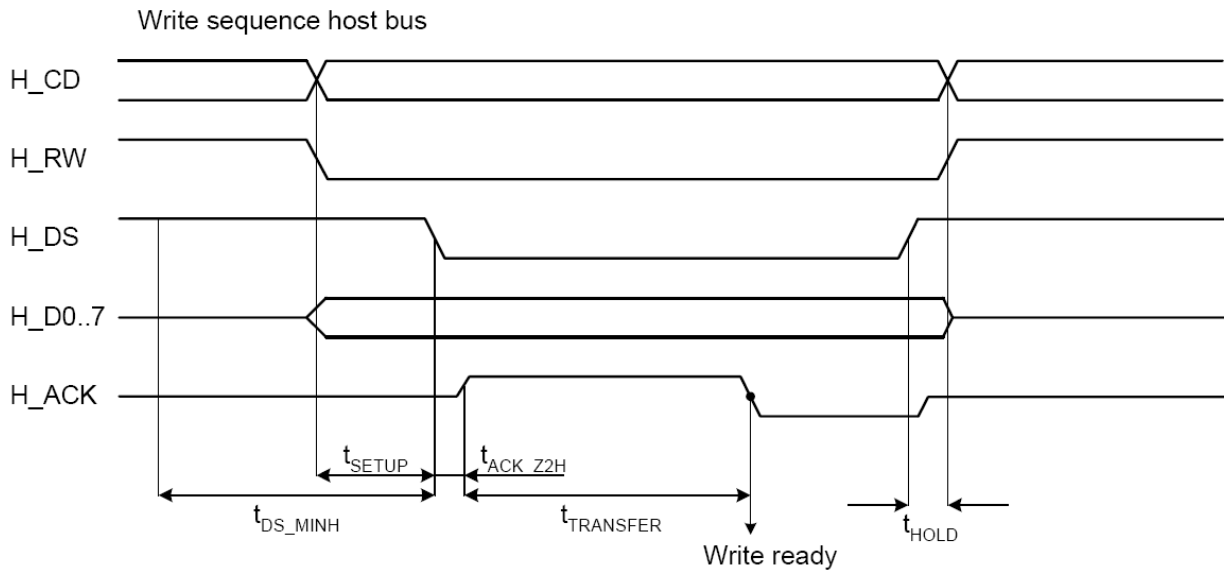 Write sequence host bus
H_CD
H_RW
H_DS
H_D0..7
H_ACK
tSETUP
tACK_Z2H
tDS_MINH
tTRANSFER
tHOLD
Write ready